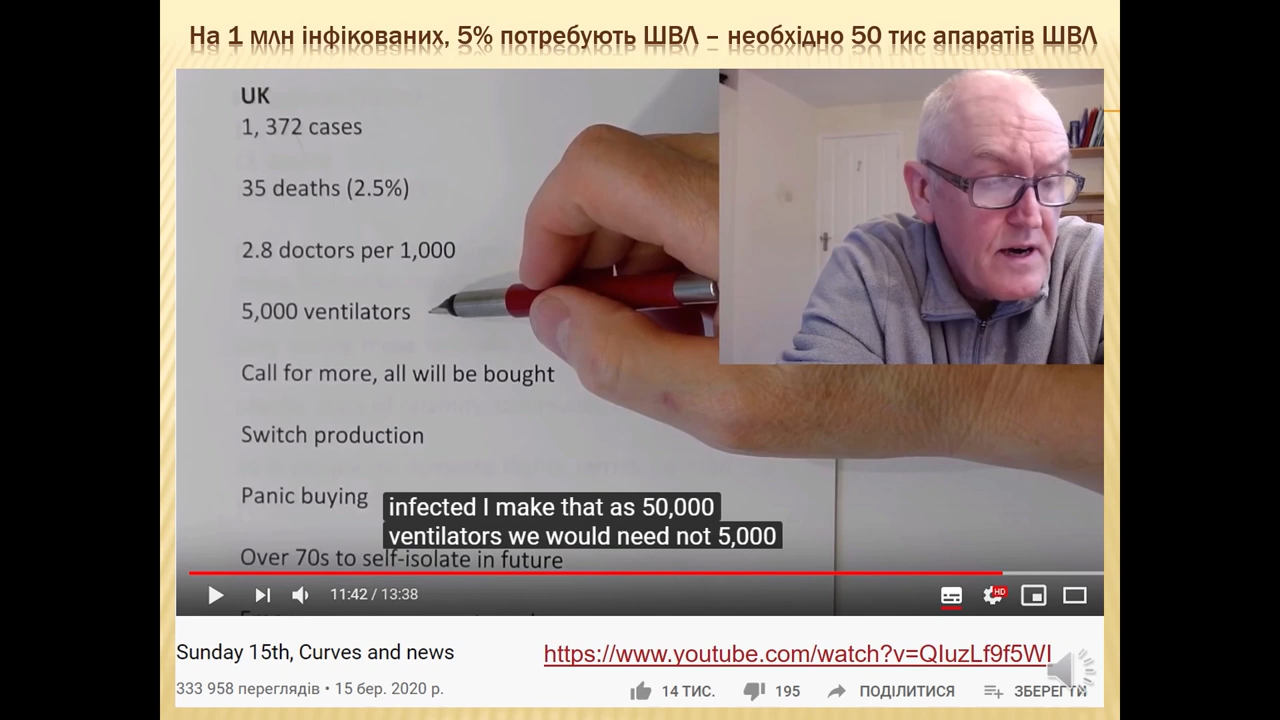 На 1 млн інфікованих, 5% потребують ШВЛ – необхідно 50 тис апаратів ШВЛ
UK
1, 372 cases
35 deaths (2.5%)
2.8 doctors per 1,000
5,000 ventilators
Call for more, all will be bought
Switch production
Panic buying
infected I make that as 50,000
ventilators we would need not 5,000
Over 70s to self-isolate in future
11:42 / 13:38
HD
Sunday 15th, Curves and news
https://www.youtube.com/watch?v=QIuzLf9f5WI
333 958 переглядів • 15 бер. 2020 р.
14 ТИС.
195
ПОДІЛИТИСЯ
ЗБЕРЕГТИ